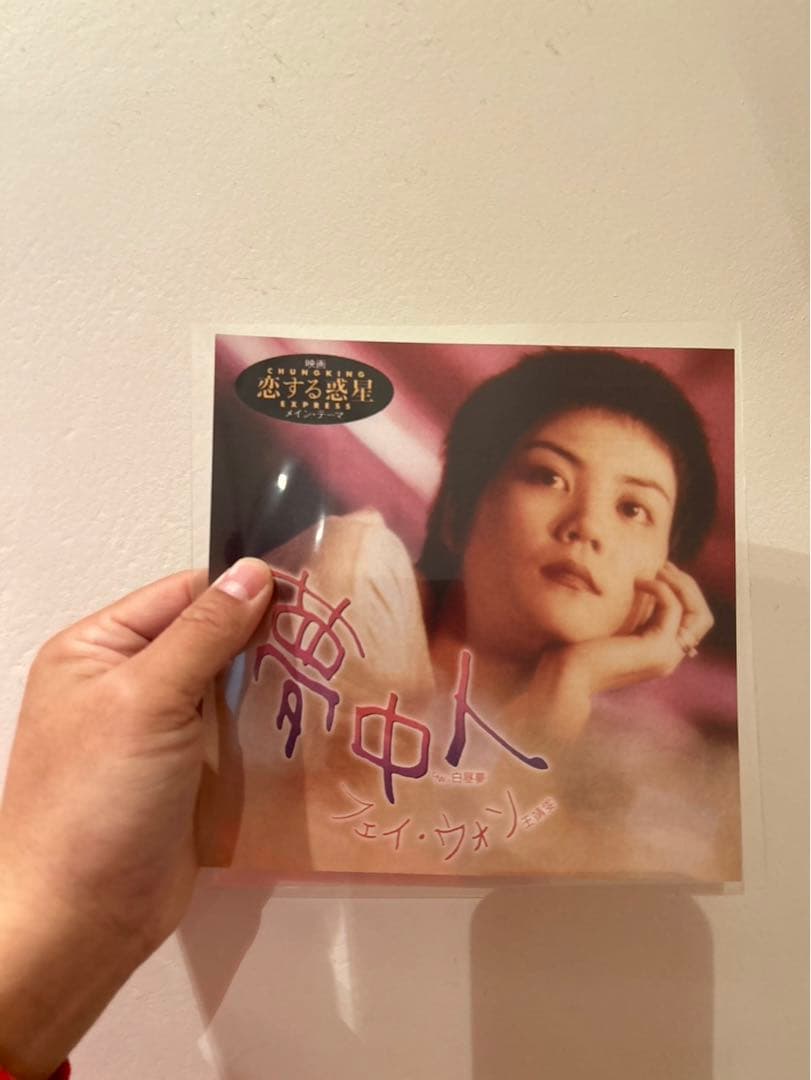 映画
CHUNGKING
恋する惑星
EXPRESS
メイン・テーマ
夢中人
c/w. 白昼夢
フェイ・ウォン
王靖雯